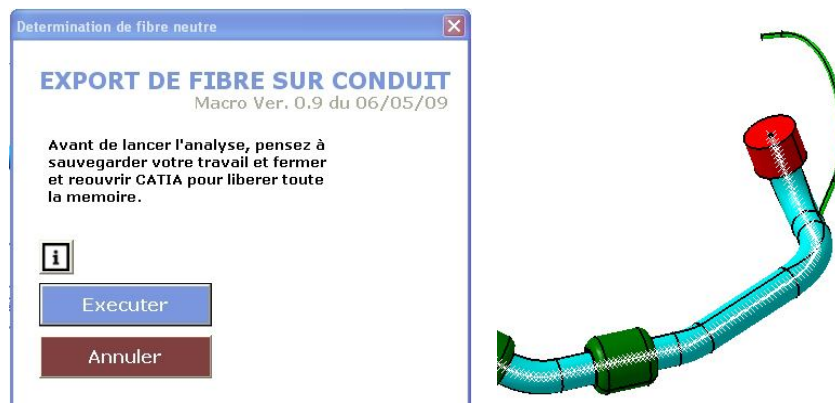 Determination de fibre neutre
EXPORT DE FIBRE SUR CONDUIT
Macro Ver. 0.9 du 06/05/09
Avant de lancer l'analyse, pensez à
sauvegarder votre travail et fermer
et reouvrir CATIA pour liberer toute
la memoire.
i
Executer
Annuler